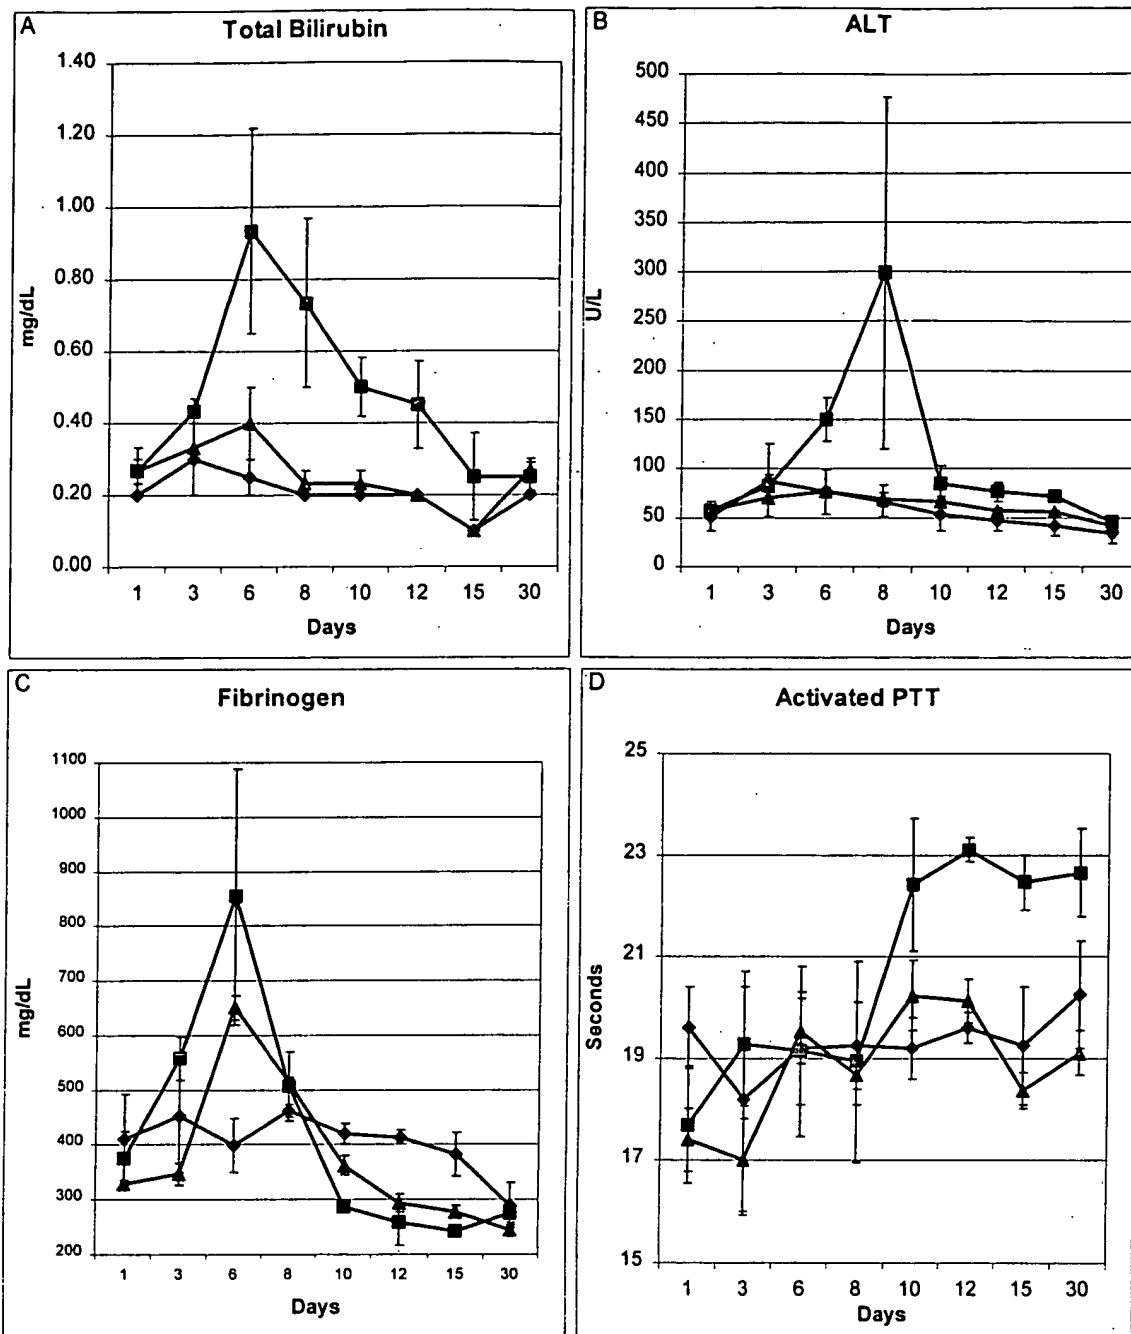 A
Total Bilirubin
mg/dL
1.40
1.20
1.00
0.80
0.60
0.40
0.20
0.00
1 3 6 8 10 12 15 30
Days
B
ALT
U/L
500
450
400
350
300
250
200
150
100
50
0
1 3 6 8 10 12 15 30
Days
C
Fibrinogen
mg/dL
1100
1000
900
800
700
600
500
400
300
200
1 3 6 8 10 12 15 30
Days
D
Activated PTT
Seconds
25
23
21
19
17
15
1 3 6 8 10 12 15 30
Days